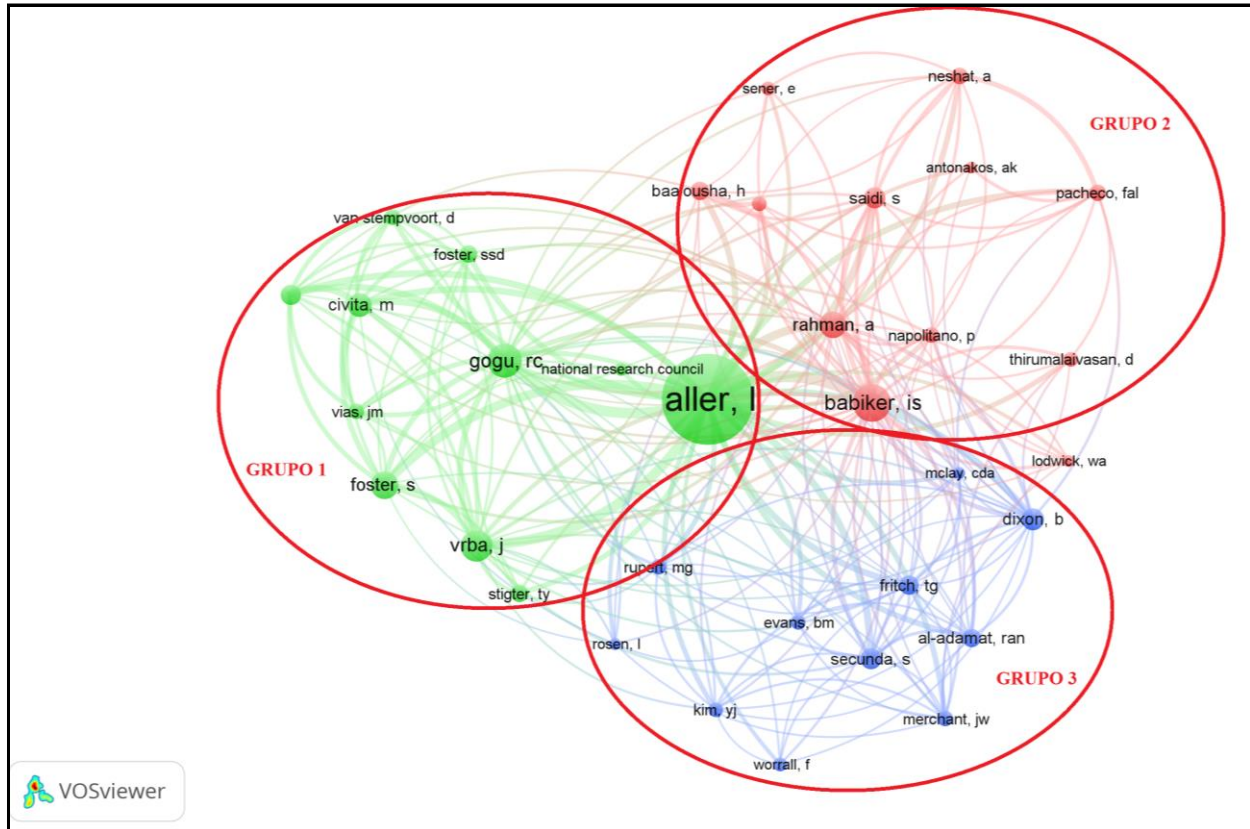 neshat, a
sener, e
GRUPO 2
antonakos, ak
baalousha, h
saidi, s
pacheco, fal
van stempvoort, d
foster, ssd
civita, m
rahman, a
napolitano, p
gogu, rc
national research council
thirumalaivasan, d
aller, l
babiker, is
vias, jm
GRUPO 1
lodwick, wa
mclay, cda
foster, s
dixon, b
vrba, j
rupert, mg
fritch, tg
stigter, ty
evans, bm
al-adamat, ran
rosen, l
secunda, s
GRUPO 3
kim, yj
merchant, jw
worrall, f
VOSviewer